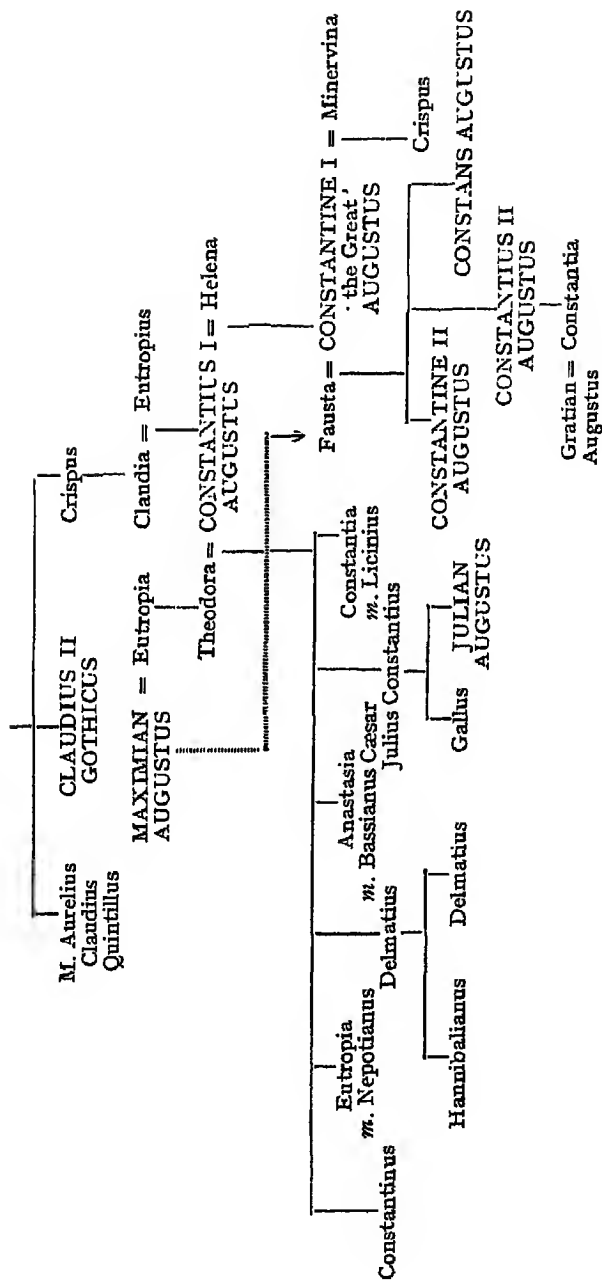 M. Aurelius
Claudius
Quintillus
CLAUDIUS II
GOTHICUS
Crispus
MAXIMIAN = Eutropia
AUGUSTUS
Claudia = Eutropius
Theodora = CONSTANTIUS I = Helena
AUGUSTUS
Fausta = CONSTANTINE I = Minervina
‘the Great’
AUGUSTUS
Crispus
Constantinus
Eutropia
m. Nepotianus
Delmatius
Anastasia
m. Bassianus Cæsar
Julius Constantius
Constantia
m. Licinius
CONSTANTINE II
AUGUSTUS
CONSTANTIUS II
AUGUSTUS
CONSTANS AUGUSTUS
Hannibalianus
Delmatius
Gallus
JULIAN
AUGUSTUS
Gratian = Constantia
Augustus